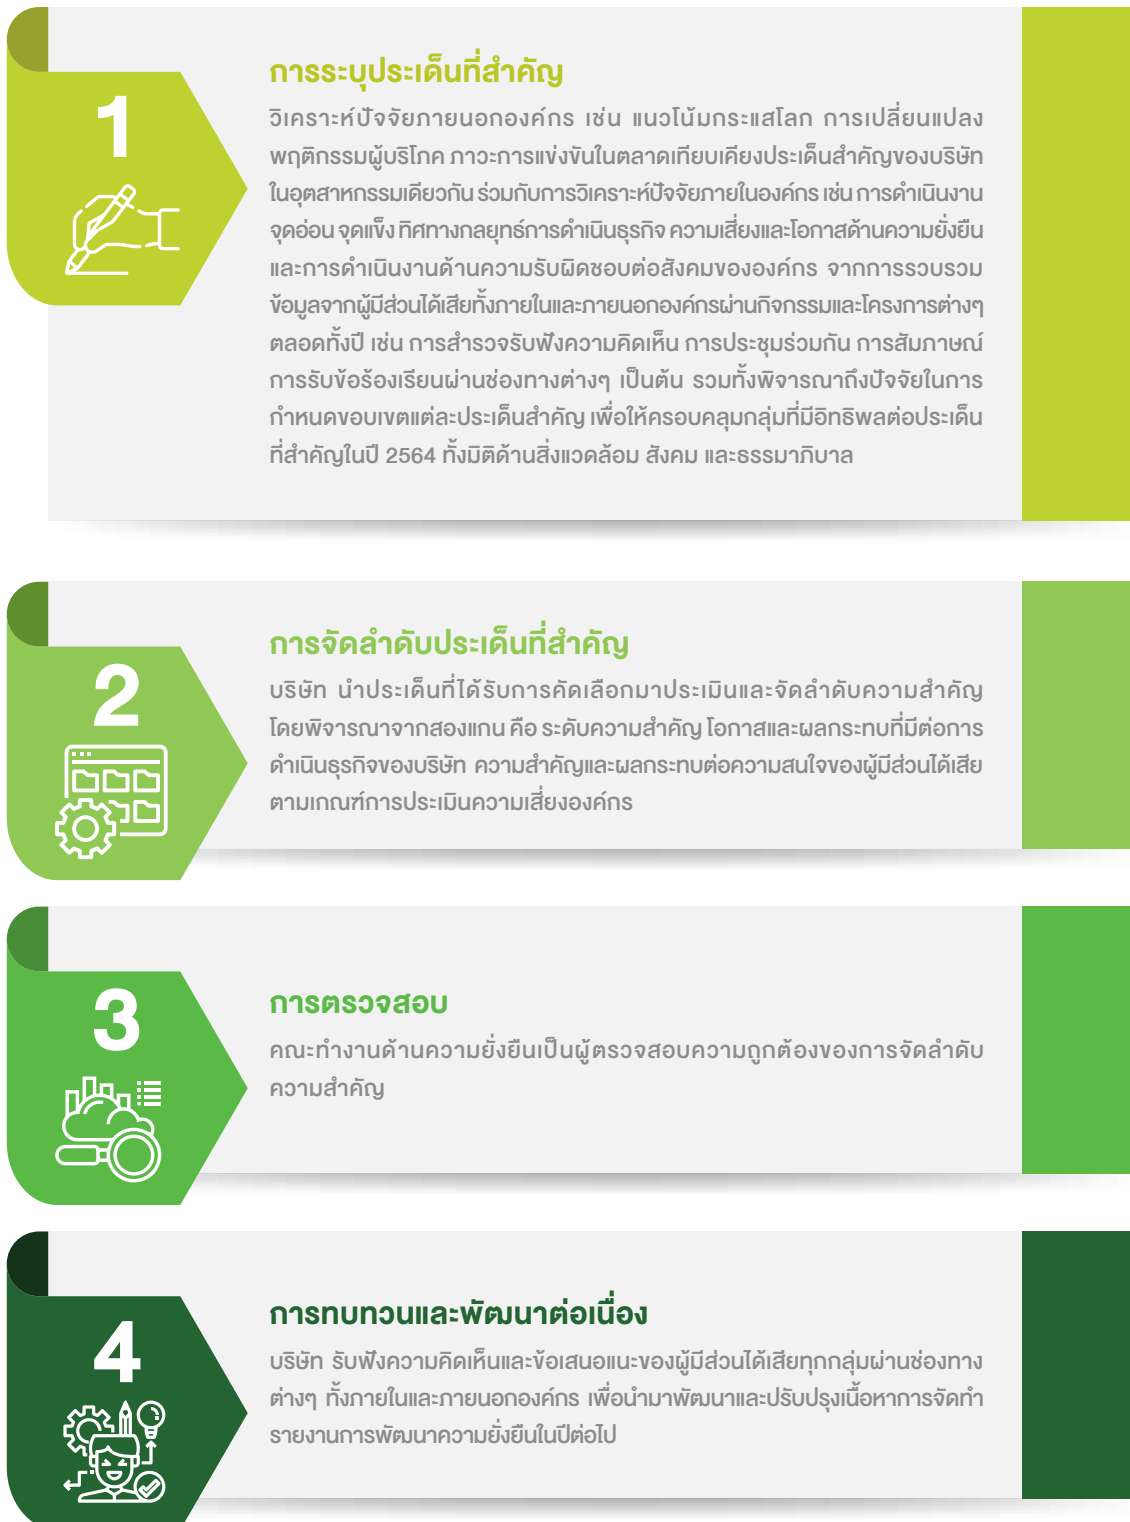 1
การระบุประเด็นที่สำคัญ
วิเคราะห์ปัจจัยภายนอกองค์กร เช่น แนวโน้มกระแสโลก การเปลี่ยนแปลง
พฤติกรรมผู้บริโภค ภาวะการแข่งขันในตลาดเทียบเคียงประเด็นสำคัญของบริษัท
ในอุตสาหกรรมเดียวกัน ร่วมกับการวิเคราะห์ปัจจัยภายในองค์กร เช่น การดำเนินงาน
จุดอ่อน จุดแข็ง ทิศทางกลยุทธ์การดำเนินธุรกิจ ความเสี่ยงและโอกาสด้านความยั่งยืน
และการดำเนินงานด้านความรับผิดชอบต่อสังคมขององค์กร จากการรวบรวม
ข้อมูลจากผู้มีส่วนได้เสียทั้งภายในและภายนอกองค์กรผ่านกิจกรรมและโครงการต่างๆ
ตลอดทั้งปี เช่น การสำรวจรับฟังความคิดเห็น การประชุมร่วมกัน การสัมภาษณ์
การรับข้อร้องเรียนผ่านช่องทางต่างๆ เป็นต้น รวมทั้งพิจารณาถึงปัจจัยในการ
กำหนดขอบเขตแต่ละประเด็นสำคัญ เพื่อให้ครอบคลุมกลุ่มที่มีอิทธิพลต่อประเด็น
ที่สำคัญในปี 2564 ทั้งมิติด้านสิ่งแวดล้อม สังคม และธรรมาภิบาล
2
การจัดลำดับประเด็นที่สำคัญ
บริษัท นำประเด็นที่ได้รับการคัดเลือกมาประเมินและจัดลำดับความสำคัญ
โดยพิจารณาจากสองแกน คือ ระดับความสำคัญ โอกาสและผลกระทบที่มีต่อการ
ดำเนินธุรกิจของบริษัท ความสำคัญและผลกระทบต่อความสนใจของผู้มีส่วนได้เสีย
ตามเกณฑ์การประเมินความเสี่ยงองค์กร
3
การตรวจสอบ
คณะทำงานด้านความยั่งยืนเป็นผู้ตรวจสอบความถูกต้องของการจัดลำดับ
ความสำคัญ
4
การทบทวนและพัฒนาต่อเนื่อง
บริษัท รับฟังความคิดเห็นและข้อเสนอแนะของผู้มีส่วนได้เสียทุกกลุ่มผ่านช่องทาง
ต่างๆ ทั้งภายในและภายนอกองค์กร เพื่อนำมาพัฒนาและปรับปรุงเนื้อหาการจัดทำ
รายงานการพัฒนาความยั่งยืนในปีต่อไป